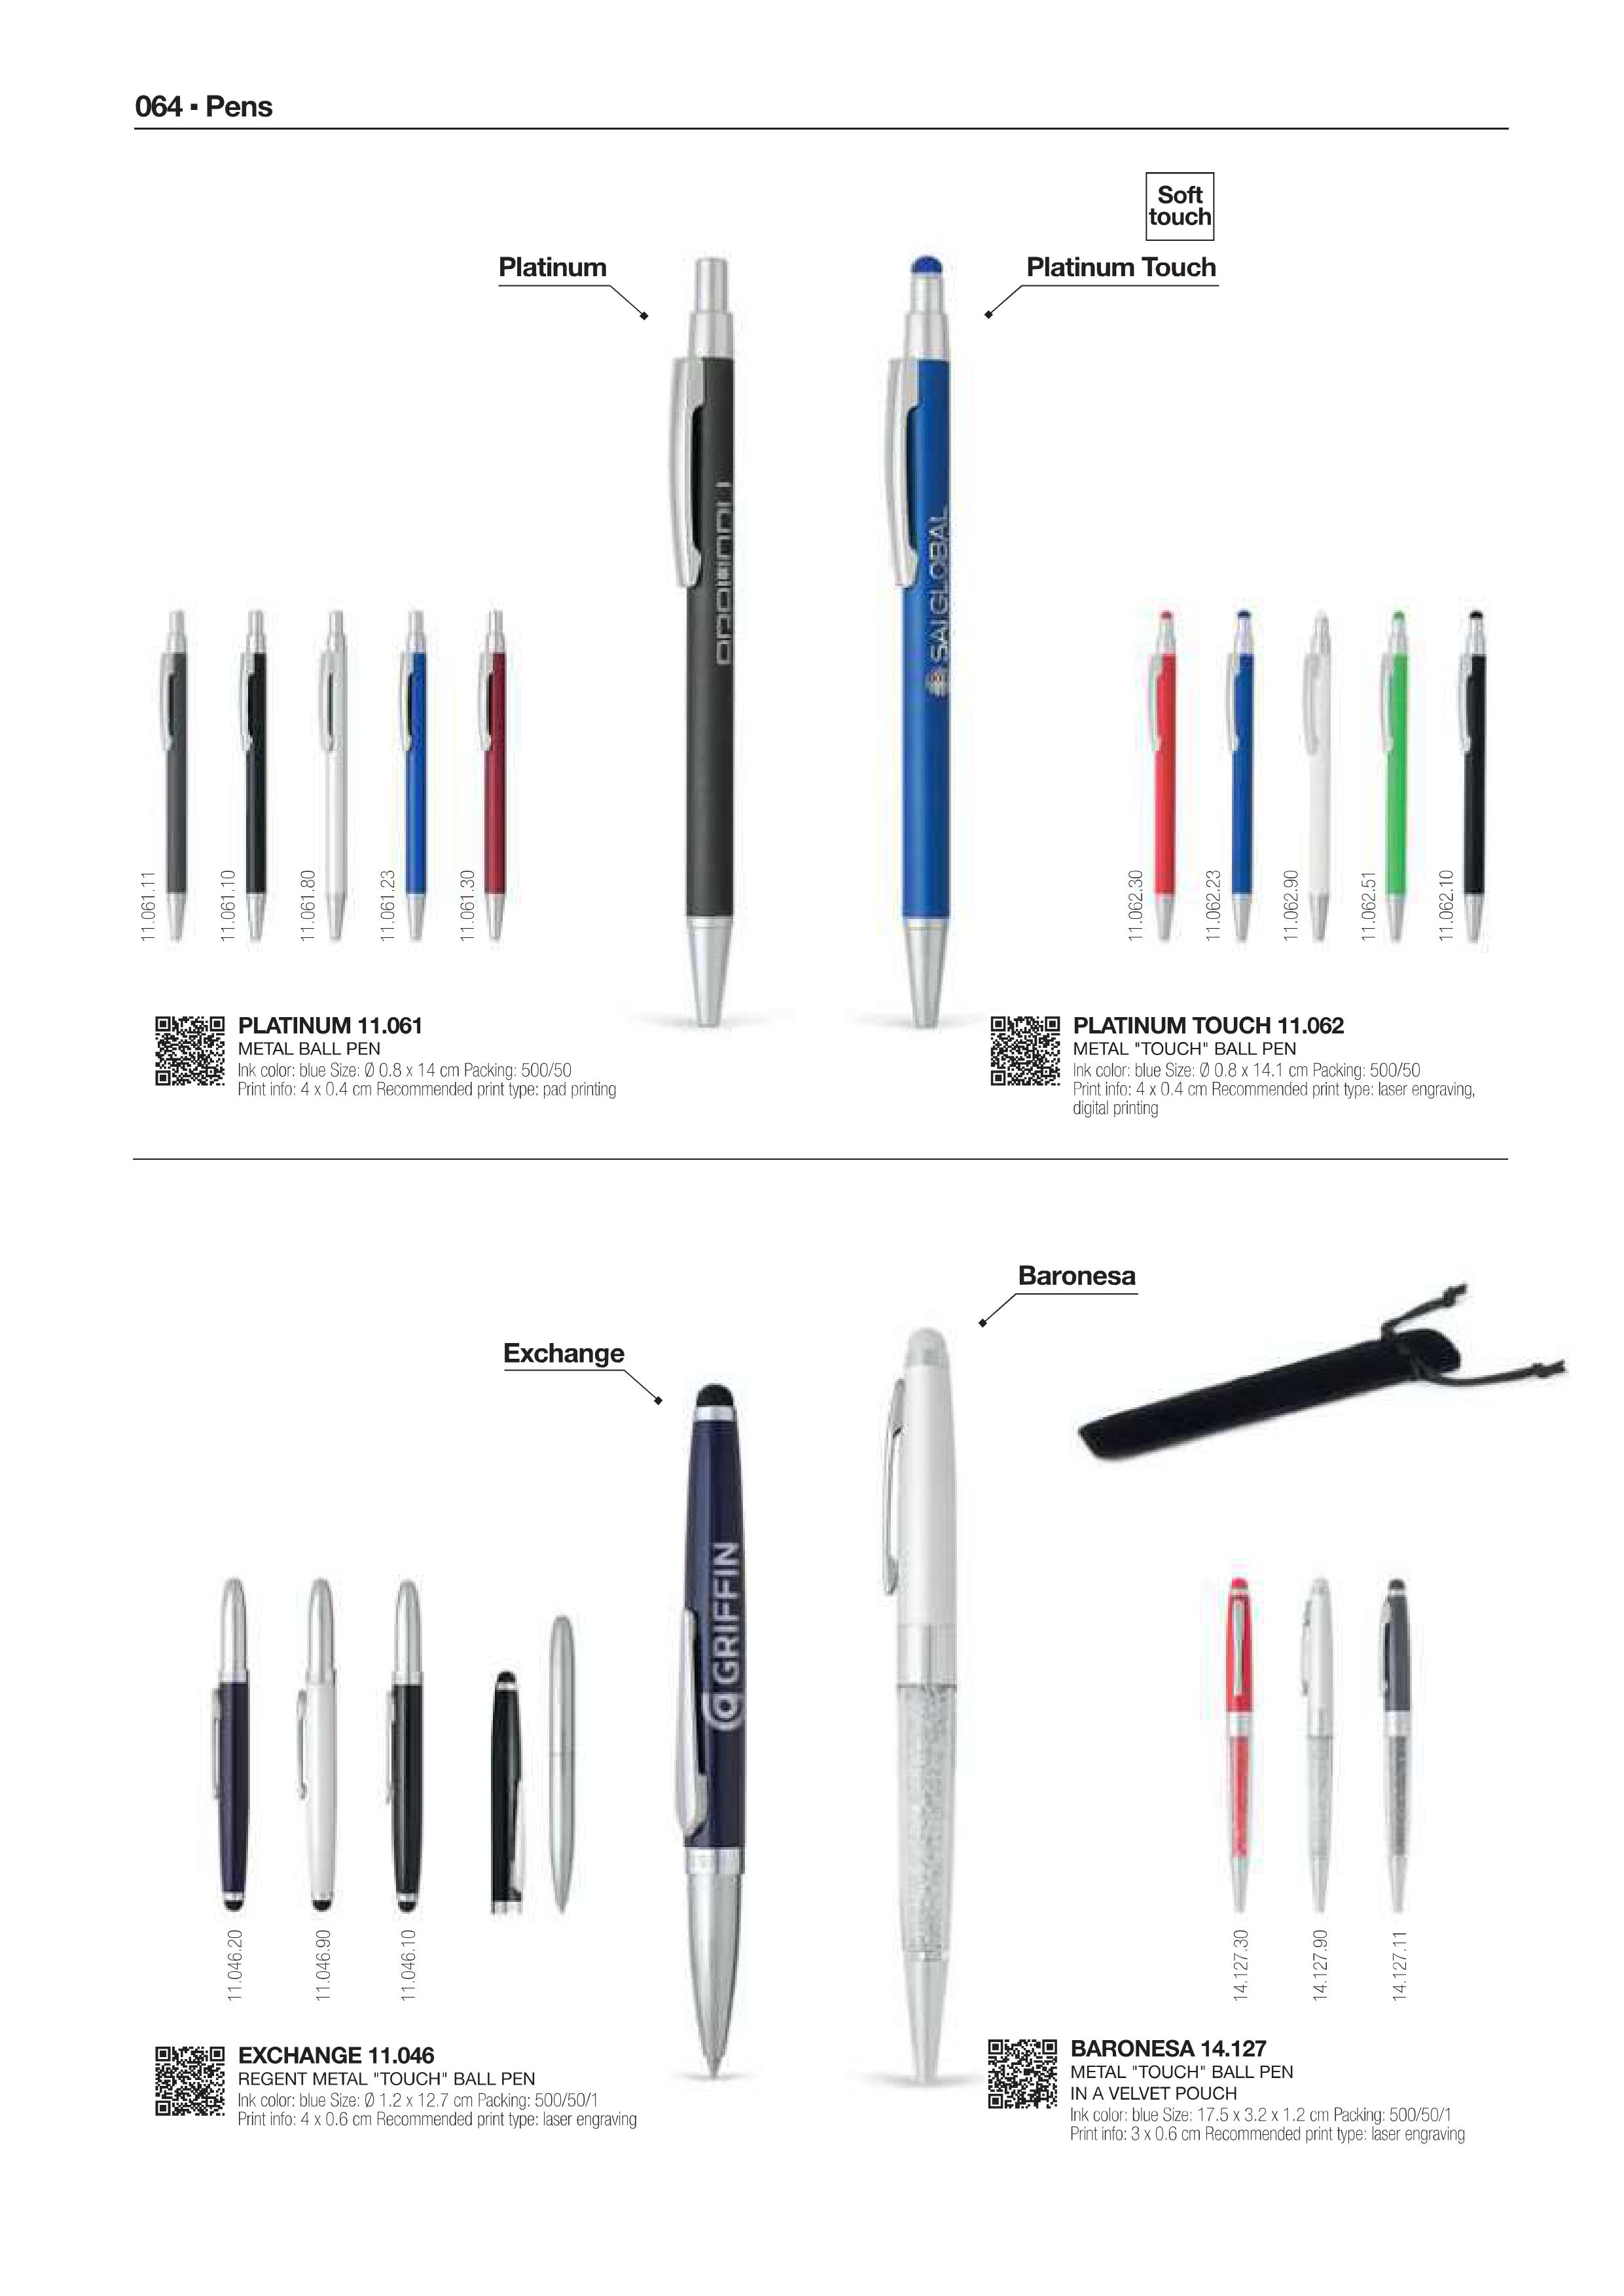 064 ▪ Pens
Soft
touch
Platinum
Platinum Touch
SAI GLOBAL
11.061.11
11.061.10
11.061.80
11.061.23
11.061.30
11.062.30
11.062.23
11.062.90
11.062.51
11.062.10
PLATINUM 11.061
METAL BALL PEN
Ink color: blue Size: Ø 0.8 x 14 cm Packing: 500/50
Print info: 4 x 0.4 cm Recommended print type: pad printing
PLATINUM TOUCH 11.062
METAL "TOUCH" BALL PEN
Ink color: blue Size: Ø 0.8 x 14.1 cm Packing: 500/50
Print info: 4 x 0.4 cm Recommended print type: laser engraving,
digital printing
Baronesa
Exchange
GRIFFIN
11.046.20
11.046.90
11.046.10
14.127.30
14.127.90
14.127.11
EXCHANGE 11.046
REGENT METAL "TOUCH" BALL PEN
Ink color: blue Size: Ø 1.2 x 12.7 cm Packing: 500/50/1
Print info: 4 x 0.6 cm Recommended print type: laser engraving
BARONESA 14.127
METAL "TOUCH" BALL PEN
IN A VELVET POUCH
Ink color: blue Size: 17.5 x 3.2 x 1.2 cm Packing: 500/50/1
Print info: 3 x 0.6 cm Recommended print type: laser engraving